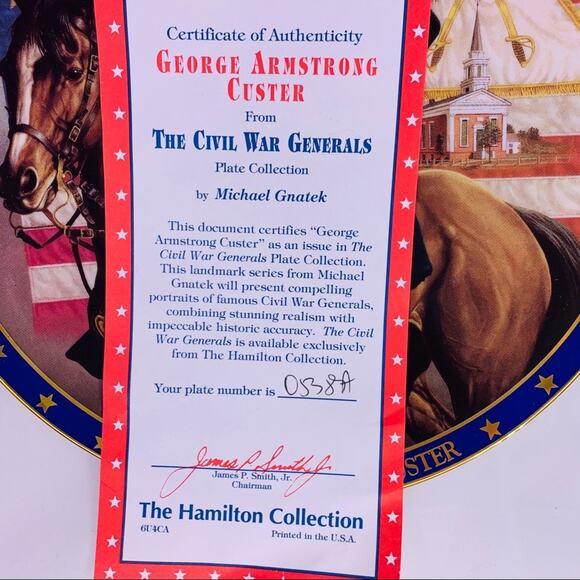 Certificate of Authenticity
GEORGE ARMSTRONG
CUSTER
From
THE CIVIL WAR GENERALS
Plate Collection
by Michael Gnatek
This document certifies “George
Armstrong Custer” as an issue in The
Civil War Generals Plate Collection.
This landmark series from Michael
Gnatek will present compelling
portraits of famous Civil War Generals,
combining stunning realism with
impeccable historic accuracy. The Civil
War Generals is available exclusively
from The Hamilton Collection.
Your plate number is 0538A
James P. Smith Jr
James P. Smith, Jr.
Chairman
The Hamilton Collection
6U4CA Printed in the U.S.A.
STER